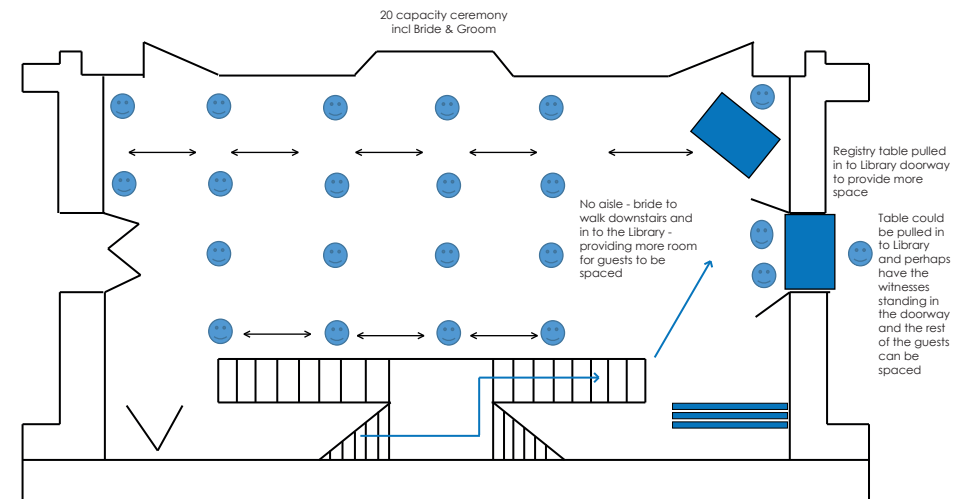 20 capacity ceremony
incl Bride & Groom
Registry table pulled
in to Library doorway
to provide more
space
No aisle - bride to
walk downstairs and
in to the Library -
providing more room
for guests to be
spaced
Table could
be pulled in
to Library
and perhaps
have the
witnesses
standing in
the doorway
and the rest
of the guests
can be
spaced